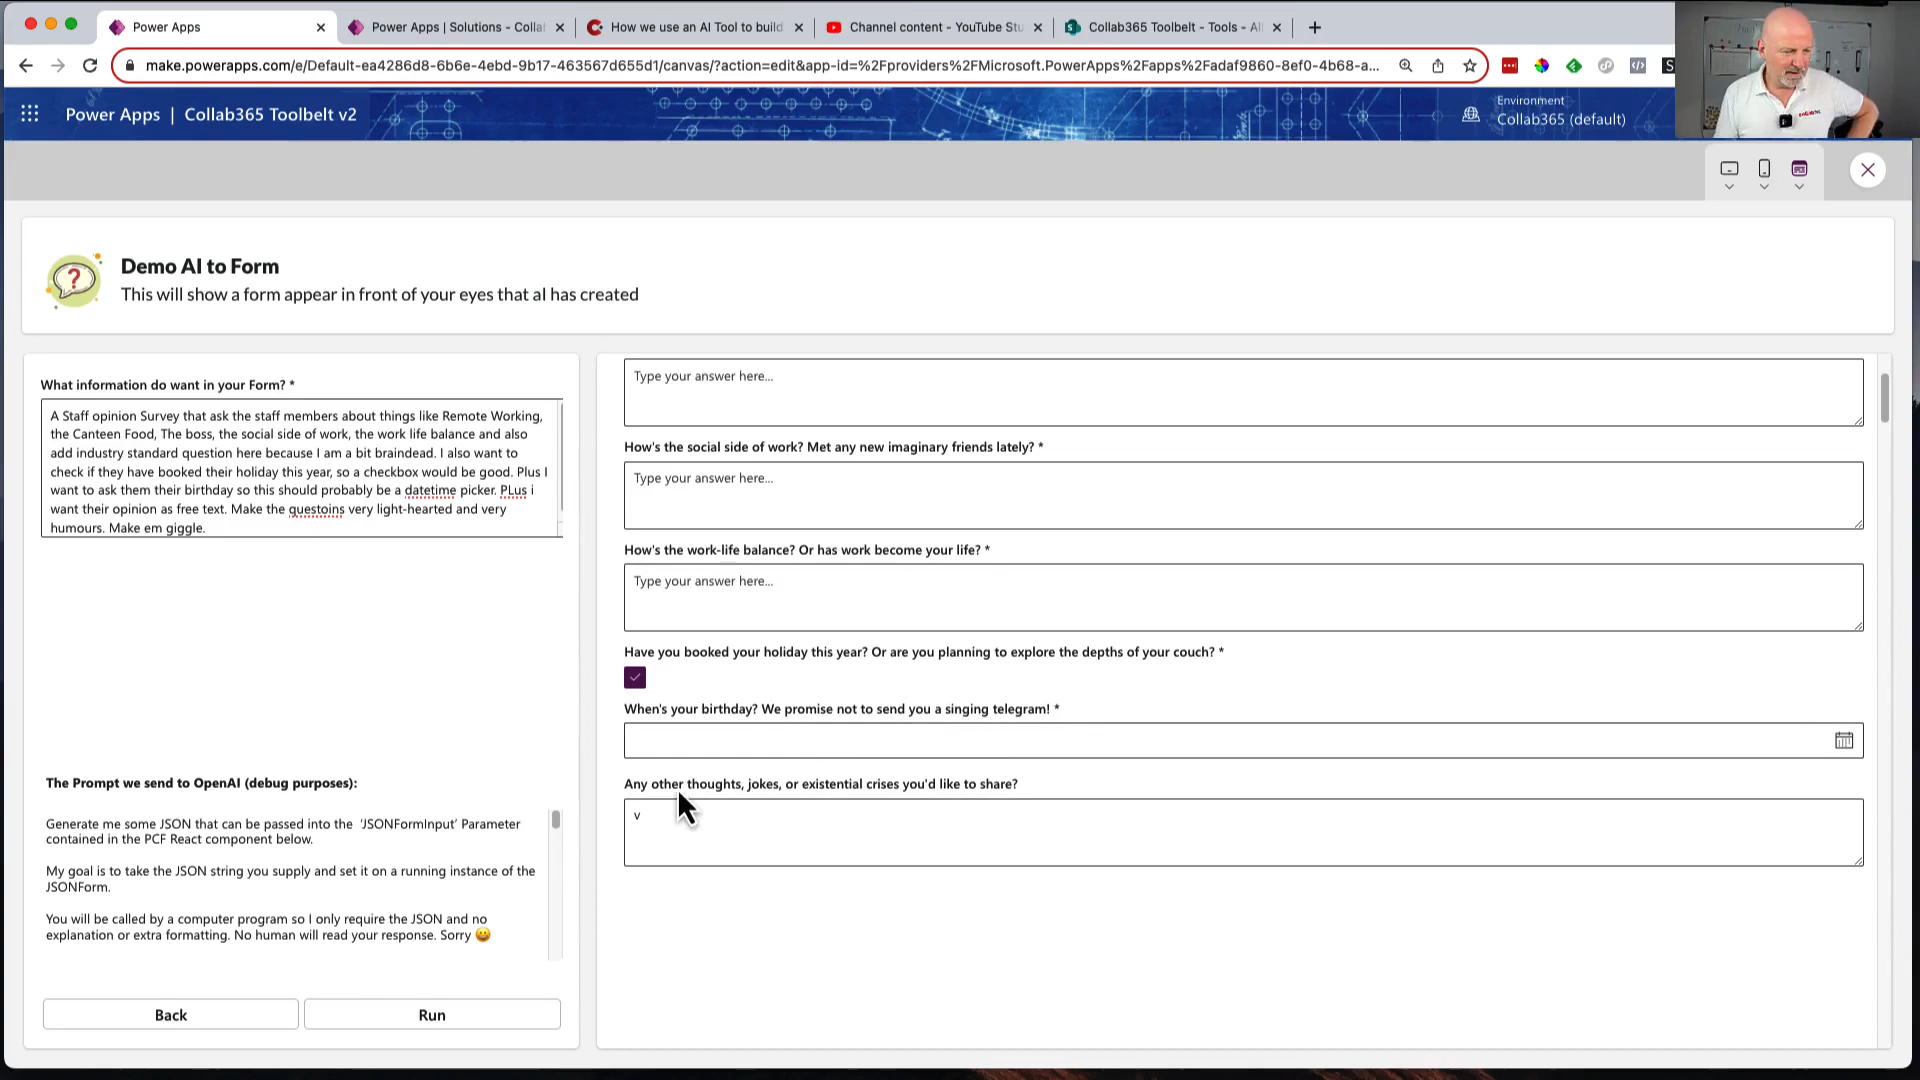 Power Apps
Power Apps | Solutions - Collal
How we use an AI Tool to build
Channel content - YouTube Stu
Collab365 Toolbelt - Tools - All
make.powerapps.com/e/Default-ea4286d8-6b6e-4ebd-9b17-463567d655d1/canvas/?action=edit&app-id=%2Fproviders%2FMicrosoft.PowerApps%2Fapps%2Fadaf9860-8ef0-4b68-a...
Power Apps | Collab365 Toolbelt v2
Environment
Collab365 (default)
Demo AI to Form
This will show a form appear in front of your eyes that aI has created
What information do want in your Form? *
A Staff opinion Survey that ask the staff members about things like Remote Working,
the Canteen Food, The boss, the social side of work, the work life balance and also
add industry standard question here because I am a bit braindead. I also want to
check if they have booked their holiday this year, so a checkbox would be good. Plus I
want to ask them their birthday so this should probably be a datetime picker. PLus i
want their opinion as free text. Make the questoins very light-hearted and very
humours. Make em giggle.
The Prompt we send to OpenAI (debug purposes):
Generate me some JSON that can be passed into the 'JSONFormInput' Parameter
contained in the PCF React component below.
My goal is to take the JSON string you supply and set it on a running instance of the
JSONForm.
You will be called by a computer program so I only require the JSON and no
explanation or extra formatting. No human will read your response. Sorry 😀
Back
Run
Type your answer here...
How's the social side of work? Met any new imaginary friends lately? *
Type your answer here...
How's the work-life balance? Or has work become your life? *
Type your answer here...
Have you booked your holiday this year? Or are you planning to explore the depths of your couch? *
When's your birthday? We promise not to send you a singing telegram! *
Any other thoughts, jokes, or existential crises you'd like to share?
v